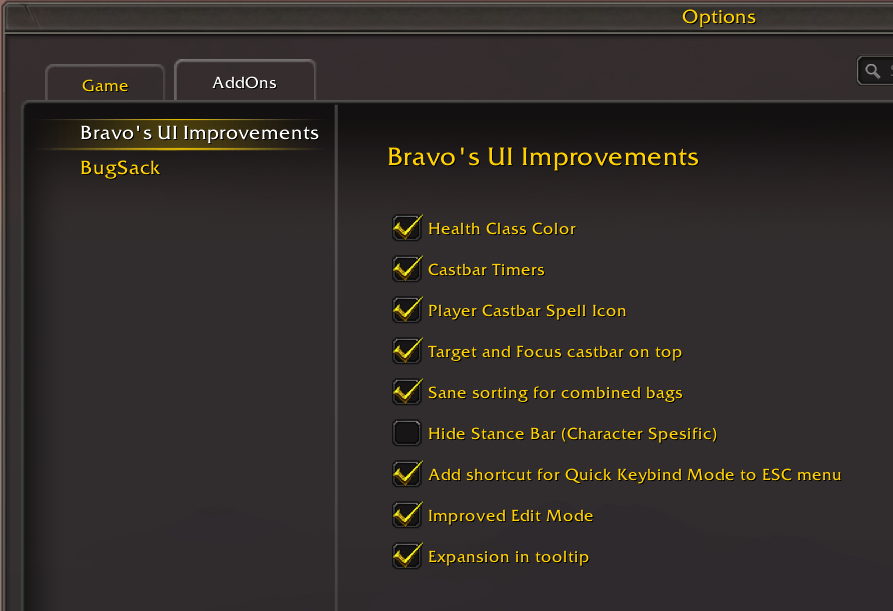 Options
Game
AddOns
Bravo's UI Improvements
BugSack
Bravo's UI Improvements
Health Class Color
Castbar Timers
Player Castbar Spell Icon
Target and Focus castbar on top
Sane sorting for combined bags
Hide Stance Bar (Character Spesific)
Add shortcut for Quick Keybind Mode to ESC menu
Improved Edit Mode
Expansion in tooltip